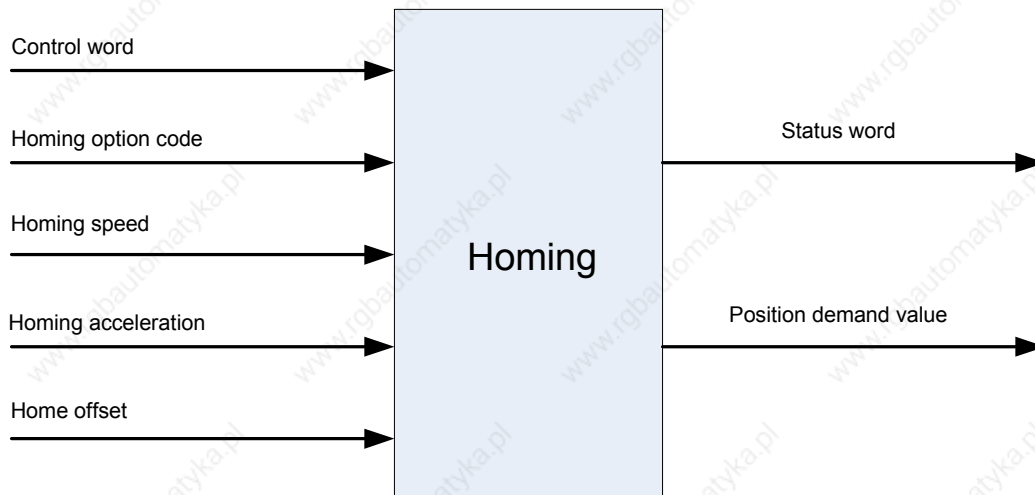 Control word
Homing option code
Homing speed
Homing acceleration
Home offset
Homing
Status word
Position demand value
www.rgbautomatyka.pl